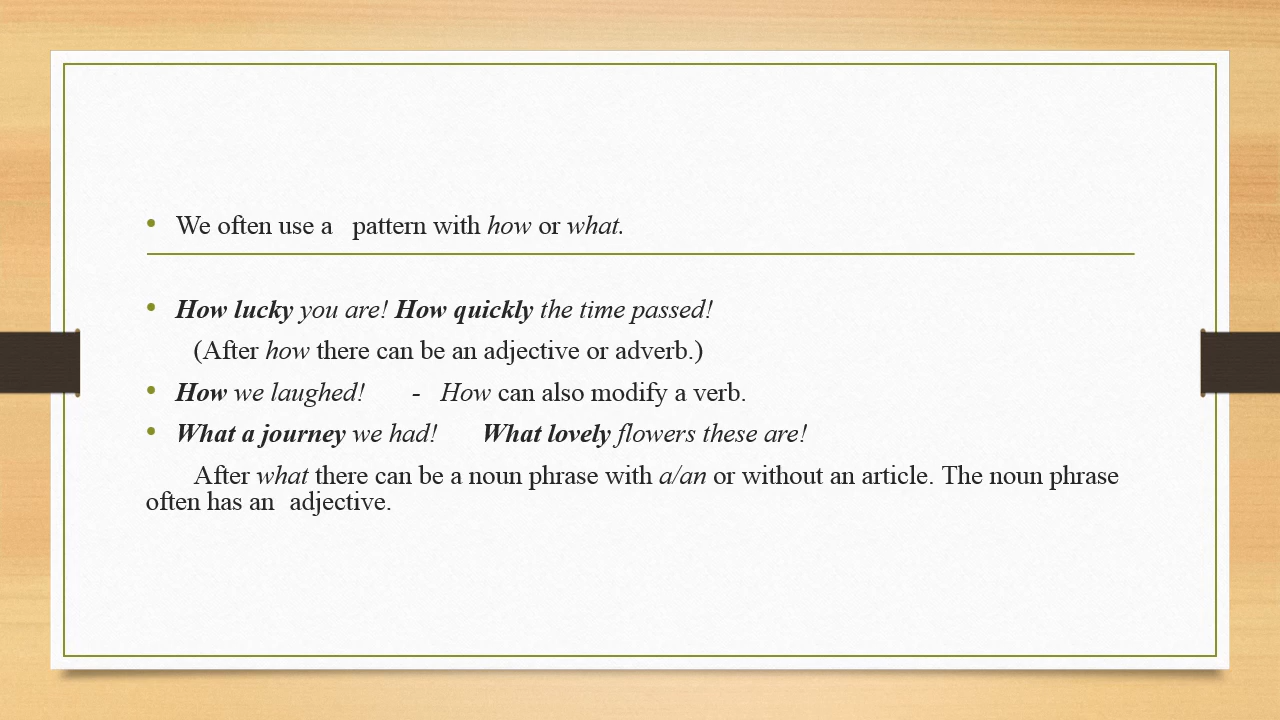 • We often use a   pattern with how or what.
• How lucky you are! How quickly the time passed!
(After how there can be an adjective or adverb.)
• How we laughed!     -   How can also modify a verb.
• What a journey we had!     What lovely flowers these are!
After what there can be a noun phrase with a/an or without an article. The noun phrase
often has an  adjective.